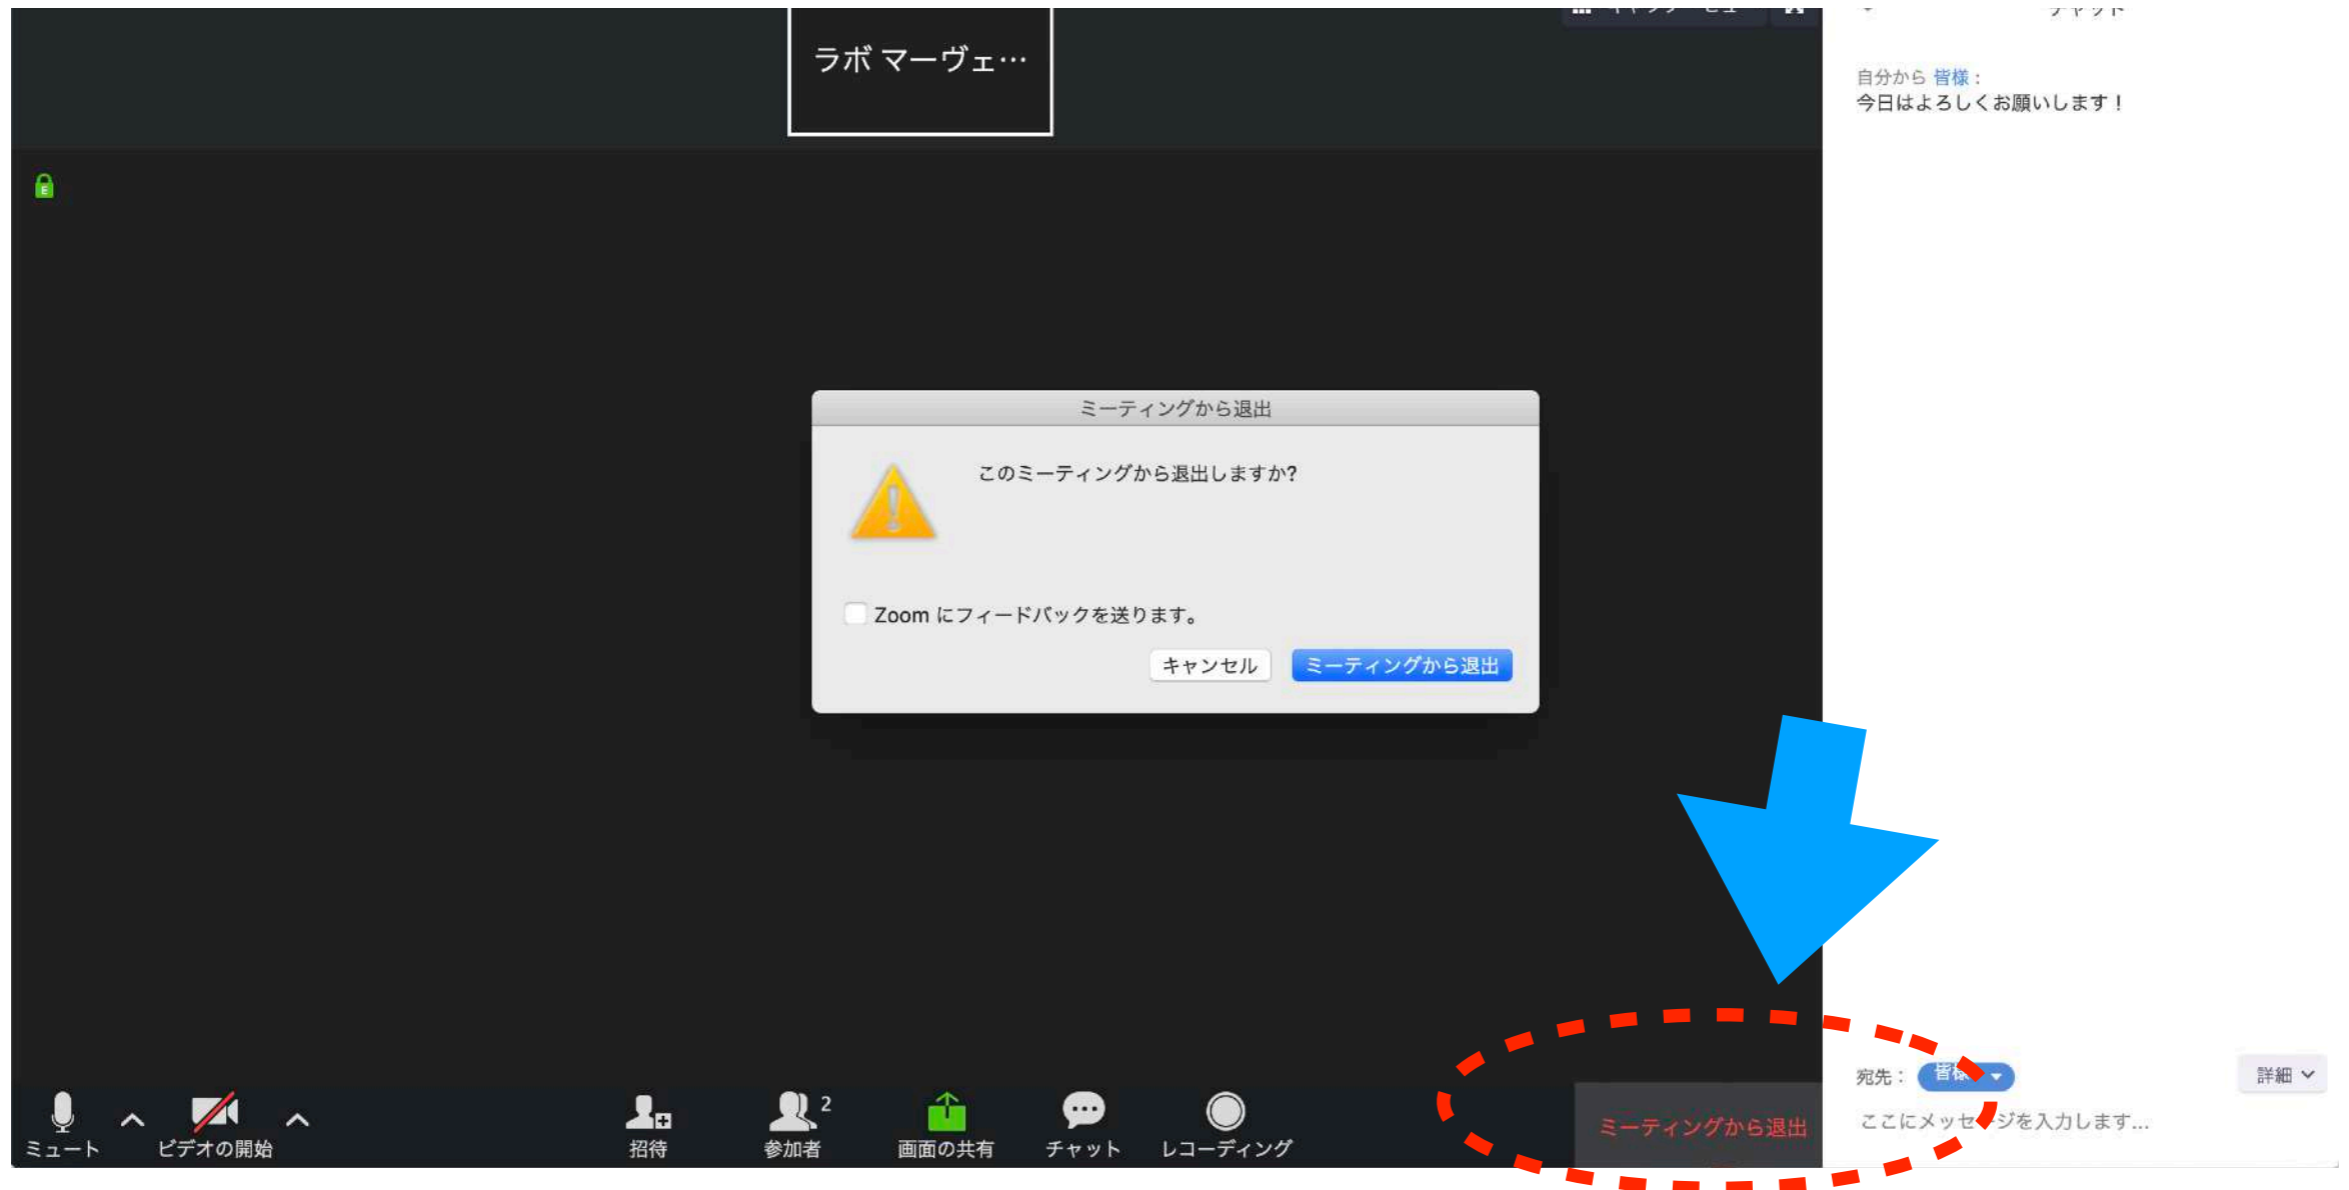 ラボ マーヴェ…
自分から 皆様：
今日はよろしくお願いします！
E
ミーティングから退出
このミーティングから退出しますか?
Zoom にフィードバックを送ります。
キャンセル
ミーティングから退出
宛先：
詳細
ここにメッセージを入力します...
2
ミュート
ビデオの開始
招待
参加者
画面の共有
チャット
レコーディング
ミーティングから退出